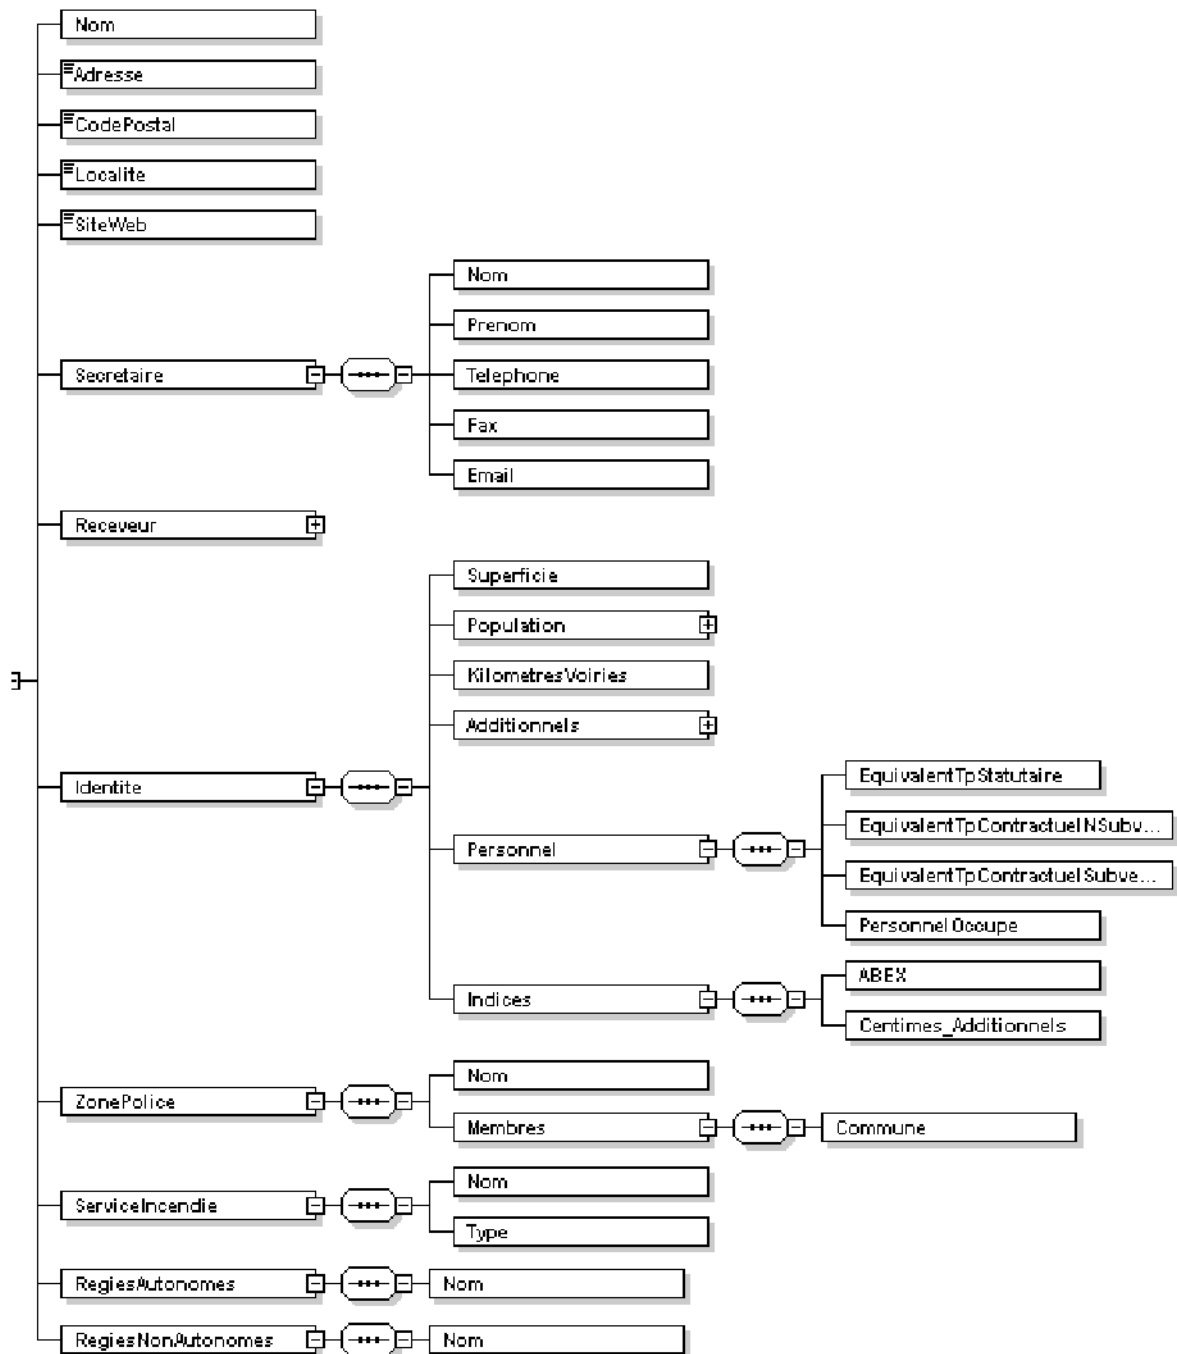 Nom
Adresse
CodePostal
Localite
SiteWeb
Nom
Prenom
Secretaire
Telephone
Fax
Email
Receveur
Superficie
Population
KilometresVoiries
Additionnels
Identite
EquivalentTpStatutaire
EquivalentTpContractuelNSubv...
Personnel
EquivalentTpContractuelSubve...
PersonnelOccupe
ABEX
Indices
Centimes_Additionnels
Nom
ZonePolice
Membres
Commune
Nom
ServiceIncendie
Type
RegiesAutonomes
Nom
RegiesNonAutonomes
Nom